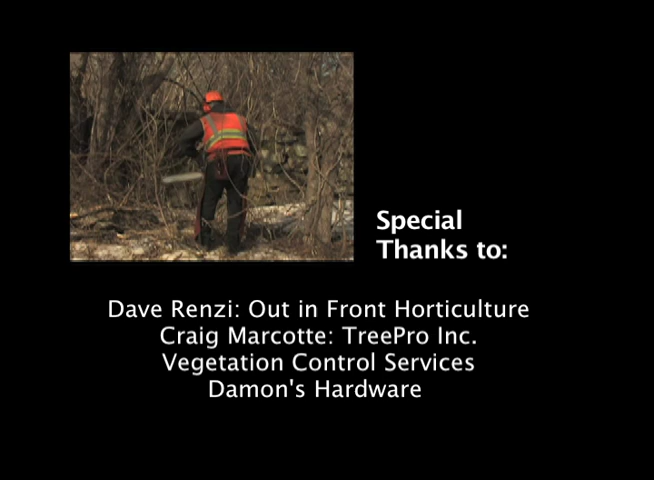 Special
Thanks to:
Dave Renzi: Out in Front Horticulture
Craig Marcotte: TreePro Inc.
Vegetation Control Services
Damon's Hardware